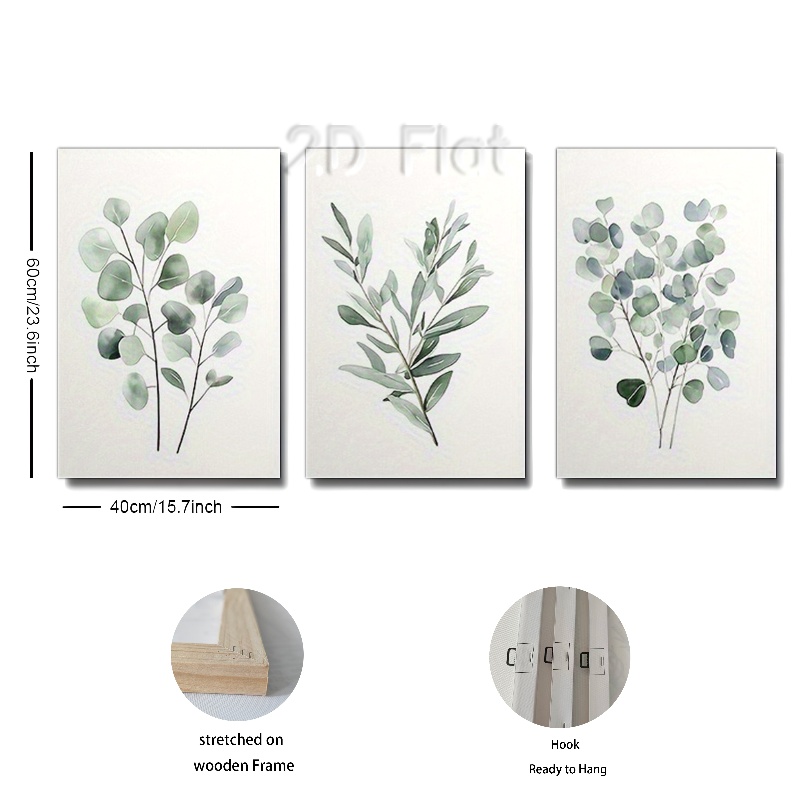 2D Flat
60cm/23.6inch
40cm/15.7inch
stretched on
wooden Frame
Hook
Ready to Hang